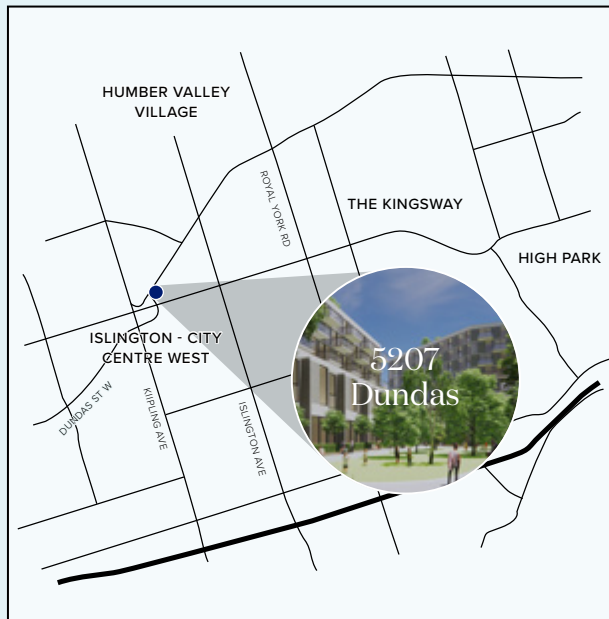 HUMBER VALLEY
VILLAGE
ROYAL YORK RD
THE KINGSWAY
HIGH PARK
ISLINGTON - CITY
CENTRE WEST
5207
Dundas
DUNDAS ST W
KIIPLING AVE
ISLINGTON AVE